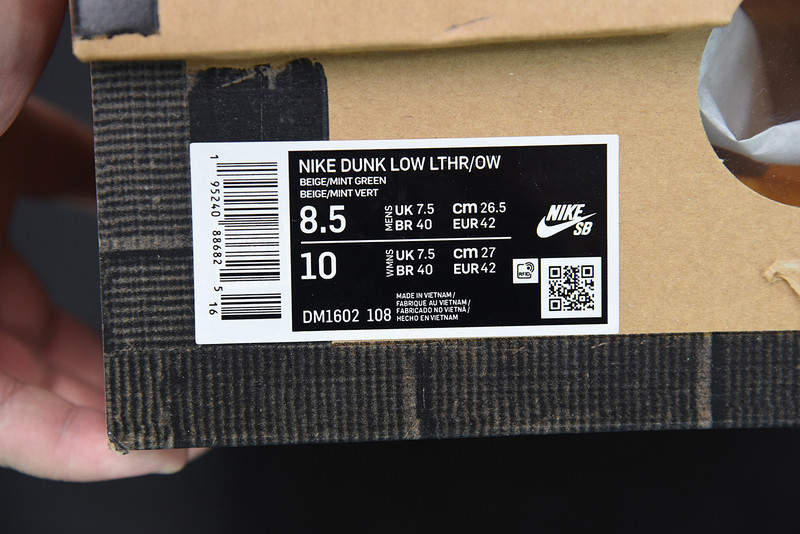 NIKE DUNK LOW LTHR/OW
BEIGE/MINT GREEN
BEIGE/MINT VERT
8.5 MENS UK 7.5 cm 26.5
BR 40 EUR 42
10 WMNS UK 7.5 cm 27
BR 40 EUR 42
NIKE
SB
RFID
DM1602 108
MADE IN VIETNAM /
FABRIQUÉ AU VIETNAM /
FABRICADO NO VIETNÃ /
HECHO EN VIETNAM
1 95240 88682 5 16